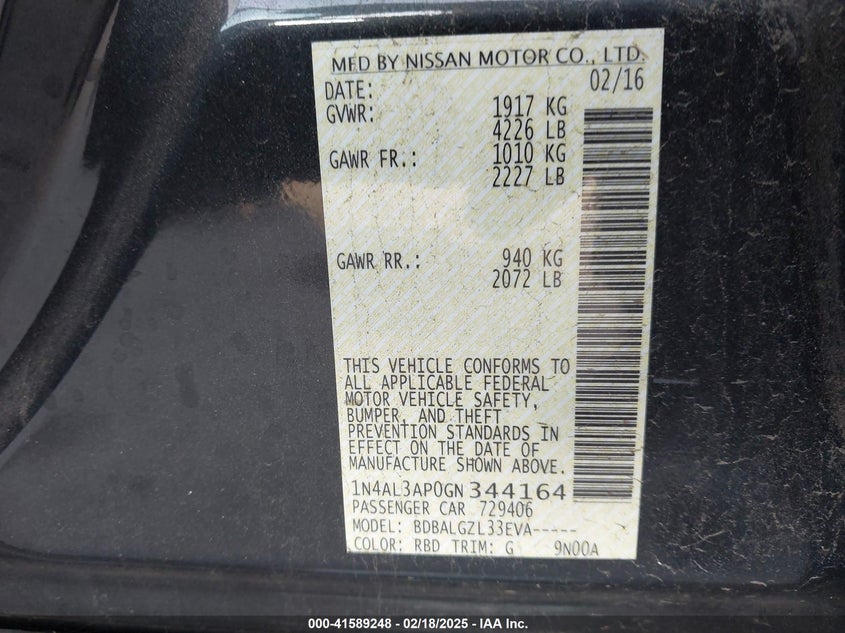 MFD BY NISSAN MOTOR CO., LTD.
DATE: 02/16
GVWR: 1917 KG
4226 LB
GAWR FR.: 1010 KG
2227 LB
GAWR RR.: 940 KG
2072 LB
THIS VEHICLE CONFORMS TO
ALL APPLICABLE FEDERAL
MOTOR VEHICLE SAFETY,
BUMPER, AND THEFT
PREVENTION STANDARDS IN
EFFECT ON THE DATE OF
MANUFACTURE SHOWN ABOVE.
1N4AL3AP0GN 344164
PASSENGER CAR 729406
MODEL: BDBALGZL33EVA-----
COLOR: RBD TRIM: G 9N00A
000-41589248 - 02/18/2025 - IAA Inc.